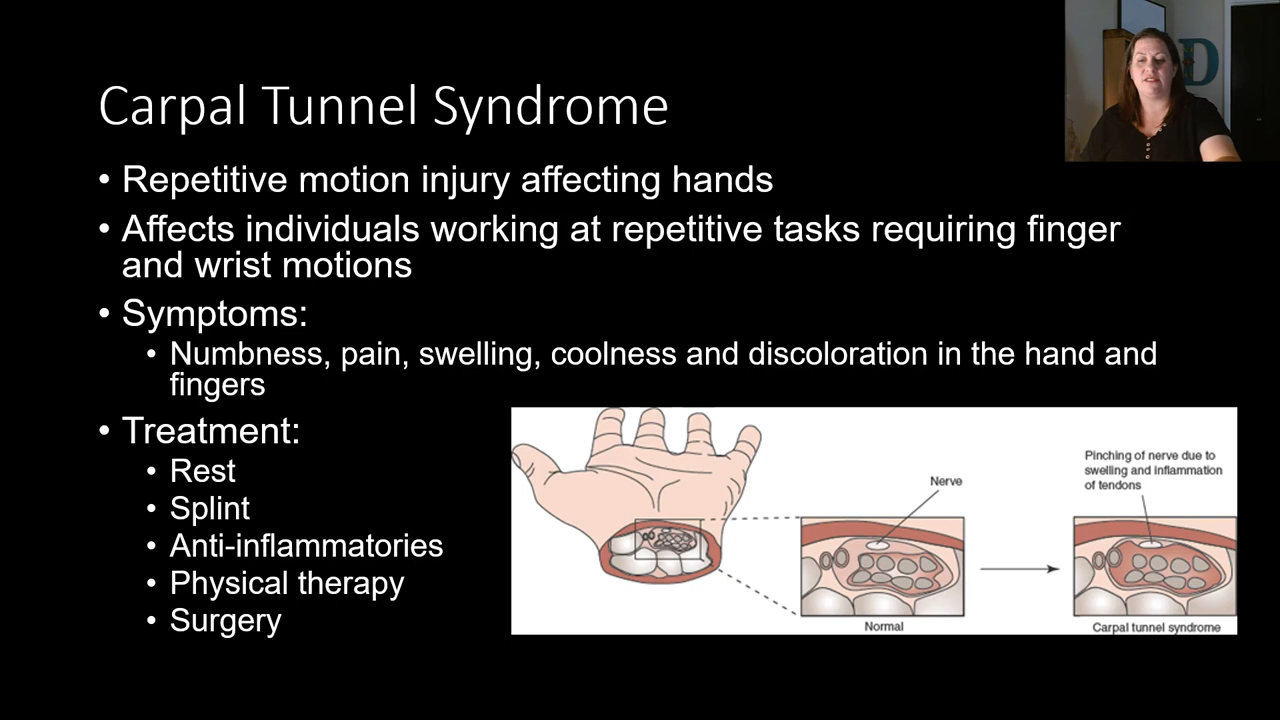 Carpal Tunnel Syndrome
• Repetitive motion injury affecting hands
• Affects individuals working at repetitive tasks requiring finger
and wrist motions
• Symptoms:
• Numbness, pain, swelling, coolness and discoloration in the hand and
fingers
• Treatment:
• Rest
• Splint
• Anti-inflammatories
• Physical therapy
• Surgery
Nerve
Normal
Pinching of nerve due to
swelling and inflammation
of tendons
Carpal tunnel syndrome
D